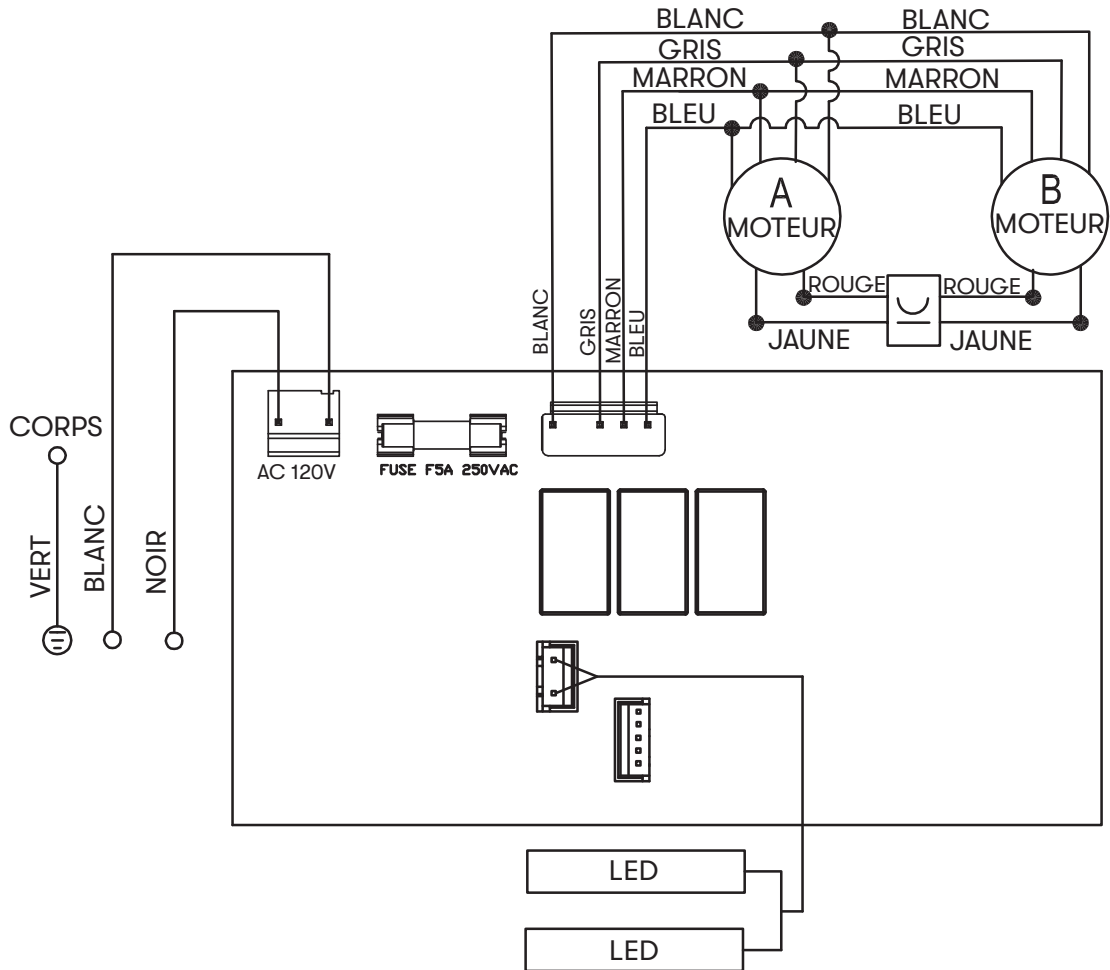 BLANC BLANC
GRIS GRIS
MARRON MARRON
BLEU BLEU
A
MOTEUR
B
MOTEUR
ROUGE ROUGE
JAUNE JAUNE
BLANC
GRIS
MARRON
BLEU
CORPS
VERT
BLANC
NOIR
AC 120V
FUSE F5A 250VAC
LED
LED